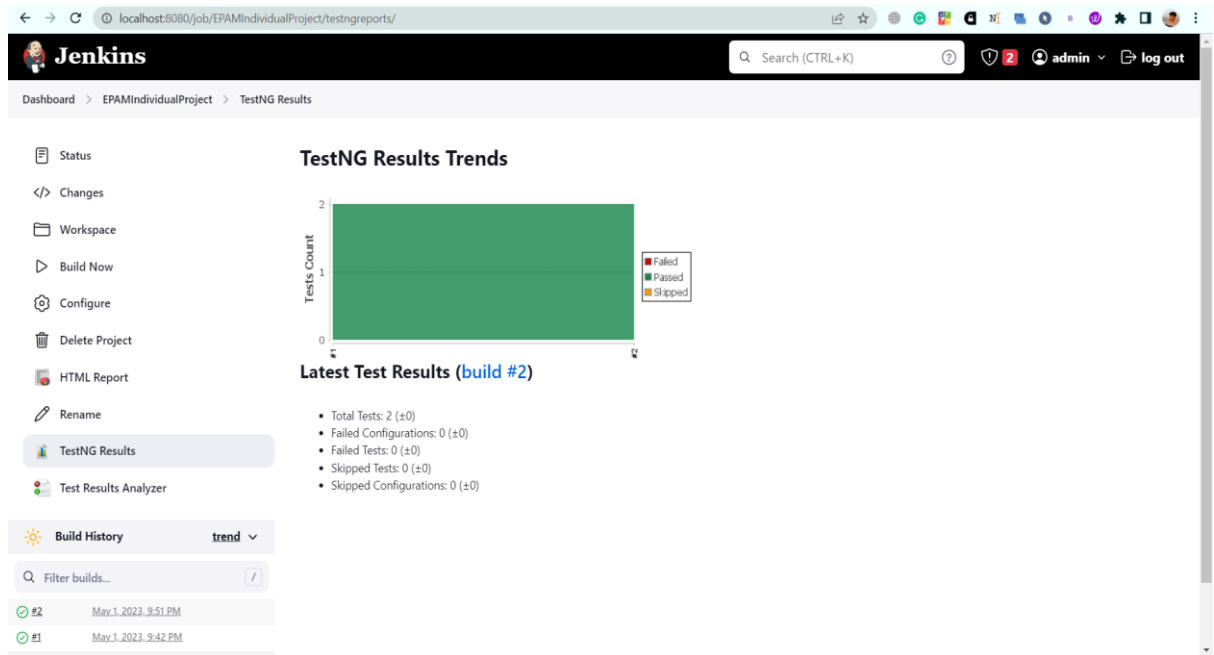 localhost:8080/job/EPAMIndividualProject/testngreports/
Jenkins
Search (CTRL+K)
2
admin
log out
Dashboard > EPAMIndividualProject > TestNG Results
Status
Changes
Workspace
Build Now
Configure
Delete Project
HTML Report
Rename
TestNG Results
Test Results Analyzer
Build History trend
Filter builds... /
#2 May 1, 2023, 9:51 PM
#1 May 1, 2023, 9:42 PM
TestNG Results Trends
Tests Count
2
1
0
#1
#2
Failed
Passed
Skipped
Latest Test Results (build #2)
• Total Tests: 2 (±0)
• Failed Configurations: 0 (±0)
• Failed Tests: 0 (±0)
• Skipped Tests: 0 (±0)
• Skipped Configurations: 0 (±0)